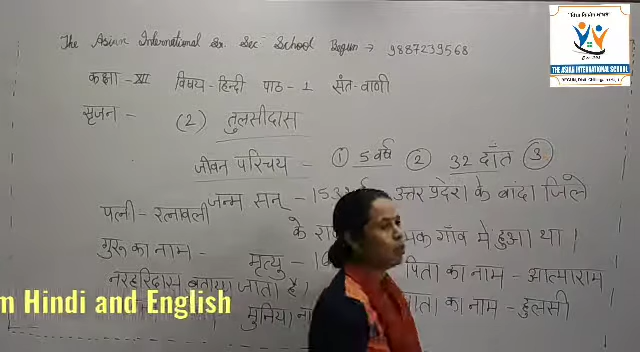 The Asian International Sr. Sec School Begun → 9887239568
THE ASIAN INTERNATIONAL SCHOOL
कक्षा - XII विषय - हिन्दी पाठ - 1 संत-वाणी
सृजन - (2) तुलसीदास
जीवन परिचय - ① 5 वर्ष ② 32 दाँत ③
जन्म सन् - उत्तर प्रदेश के बांदा जिले
पत्नी - रत्नावली
के गाँव में हुआ था।
गुरु का नाम -
मृत्यु - पिता का नाम - आत्माराम
नरहरिदास बताया जाता है।
माता का नाम - हुलसी
Hindi and English